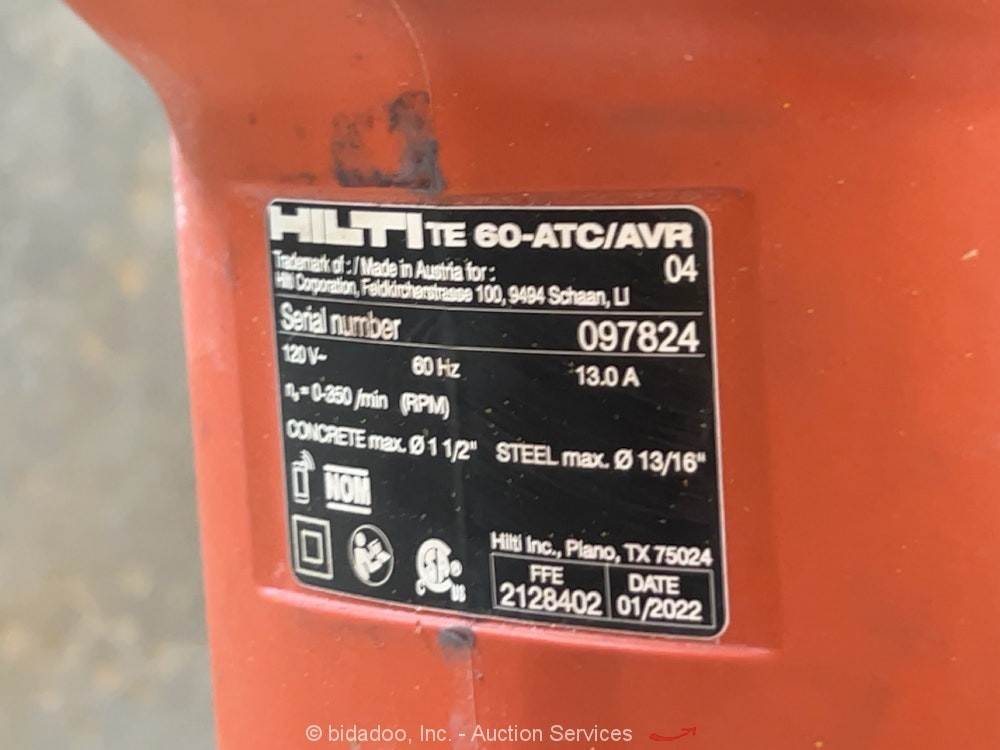 HILTI TE 60-ATC/AVR
04
Trademark of : / Made in Austria for :
Hilti Corporation, Feldkircherstrasse 100, 9494 Schaan, LI
Serial number 097824
120 V~ 60 Hz 13.0 A
n₀ = 0-350 /min (RPM)
CONCRETE max. Ø 1 1/2" STEEL max. Ø 13/16"
NOM
Hilti Inc., Plano, TX 75024
C SA ® US
FFE DATE
2128402 01/2022
© bidadoo, Inc. - Auction Services